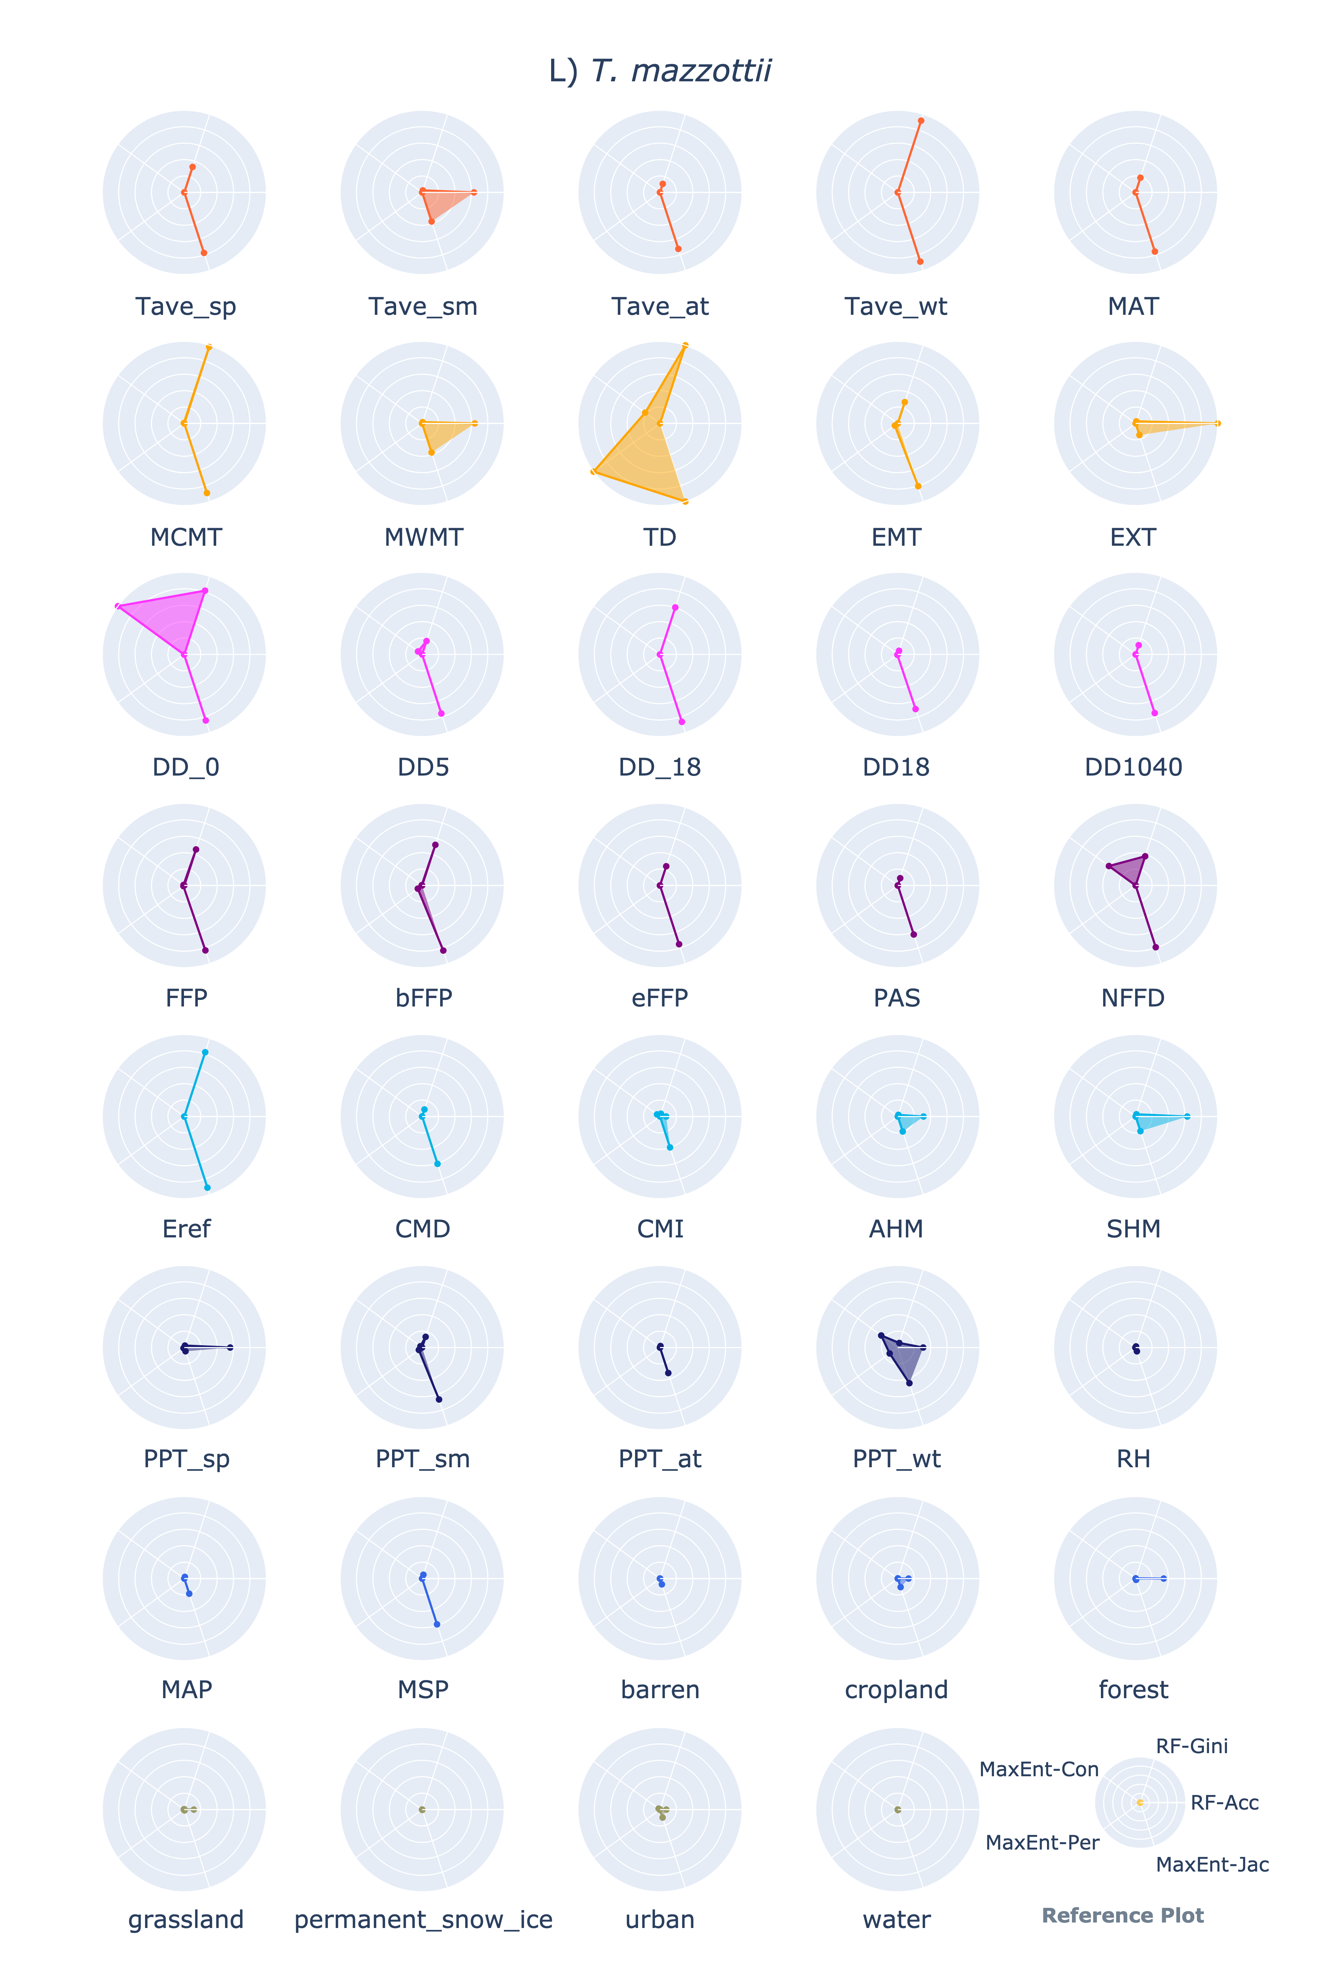 L) T. mazzottii
Tave_sp Tave_sm Tave_at Tave_wt MAT
MCMT MWMT TD EMT EXT
DD_0 DD5 DD_18 DD18 DD1040
FFP bFFP eFFP PAS NFFD
Eref CMD CMI AHM SHM
PPT_sp PPT_sm PPT_at PPT_wt RH
MAP MSP barren cropland forest
RF-Gini
MaxEnt-Con
RF-Acc
MaxEnt-Per
MaxEnt-Jac
grassland permanent_snow_ice urban water Reference Plot